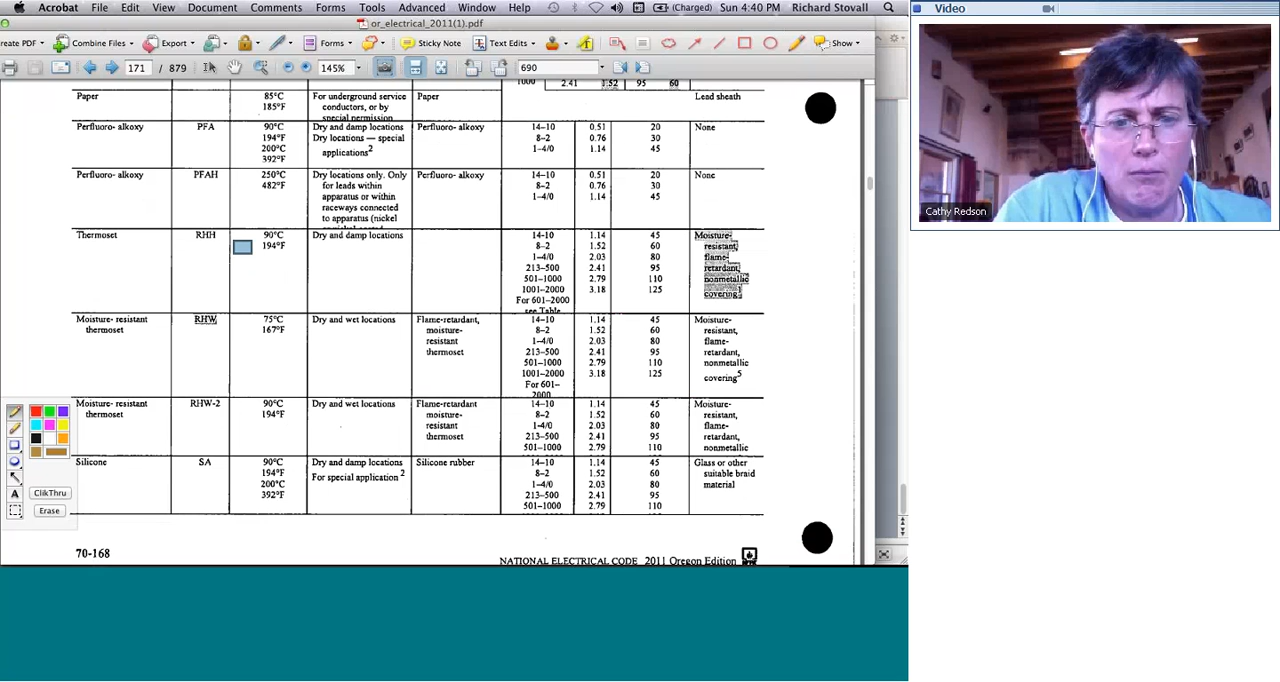 Acrobat File Edit View Document Comments Forms Tools Advanced Window Help (Charged) Sun 4:40 PM Richard Stovall
or_electrical_2011(1).pdf
reate PDF Combine Files Export Forms Sticky Note Text Edits Show
171 / 879 145% 690
1000 2.41 1.52 95 60
Paper 85°C For underground service Paper Lead sheath
185°F conductors, or by
special permission
Perfluoro- alkoxy PFA 90°C Dry and damp locations Perfluoro- alkoxy 14–10 0.51 20 None
194°F Dry locations — special 8–2 0.76 30
200°C applications2 1–4/0 1.14 45
392°F
Perfluoro- alkoxy PFAH 250°C Dry locations only. Only Perfluoro- alkoxy 14–10 0.51 20 None
482°F for leads within 8–2 0.76 30
apparatus or within 1–4/0 1.14 45
raceways connected
to apparatus (nickel
Thermoset RHH 90°C Dry and damp locations 14-10 1.14 45 Moisture-
194°F 8–2 1.52 60 resistant,
1–4/0 2.03 80 flame-
213–500 2.41 95 retardant,
501–1000 2.79 110 nonmetallic
1001–2000 3.18 125 covering1
For 601–2000
see Table
Moisture- resistant RHW 75°C Dry and wet locations Flame-retardant, 14–10 1.14 45 Moisture-
thermoset 167°F moisture- 8–2 1.52 60 resistant,
resistant 1–4/0 2.03 80 flame-
thermoset 213–500 2.41 95 retardant,
501–1000 2.79 110 nonmetallic
1001–2000 3.18 125 covering5
For 601–
2000
Moisture- resistant RHW-2 90°C Dry and wet locations Flame-retardant 14–10 1.14 45 Moisture-
thermoset 194°F moisture- 8–2 1.52 60 resistant,
resistant 1–4/0 2.03 80 flame-
thermoset 213–500 2.41 95 retardant,
501–1000 2.79 110 nonmetallic
Silicone SA 90°C Dry and damp locations Silicone rubber 14–10 1.14 45 Glass or other
194°F For special application 2 8–2 1.52 60 suitable braid
200°C 1–4/0 2.03 80 material
392°F 213–500 2.41 95
501–1000 2.79 110
A
ClikThru
Erase
70-168
NATIONAL ELECTRICAL CODE 2011 Oregon Edition
Video
Cathy Redson